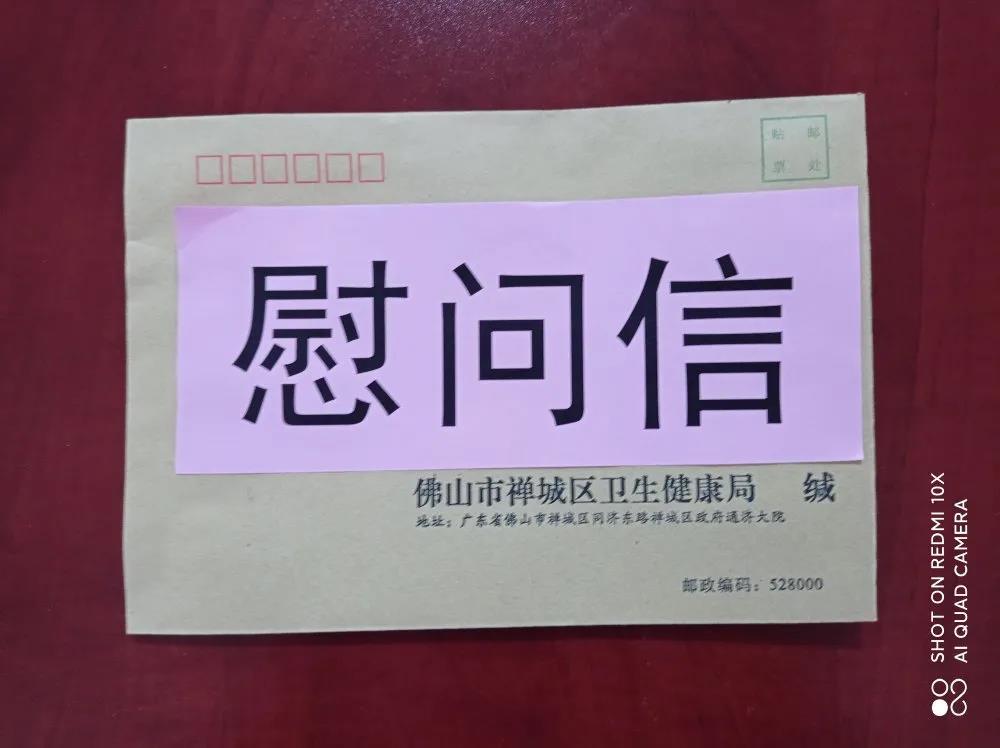 贴 邮
票 处
慰问信
佛山市禅城区卫生健康局 缄
地址：广东省佛山市禅城区同济东路禅城区政府通济大院
邮政编码：528000
SHOT ON REDMI 10X
AI QUAD CAMERA